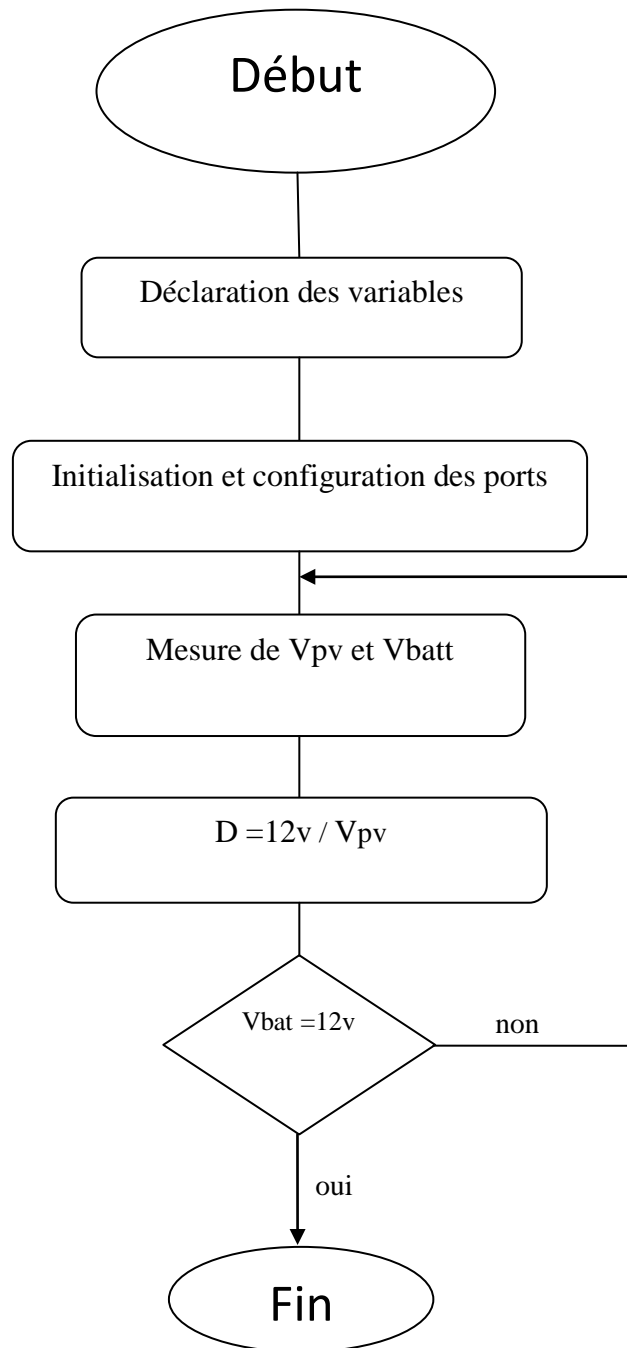 Début
Déclaration des variables
Initialisation et configuration des ports
Mesure de Vpv et Vbatt
D =12v / Vpv
Vbat =12v
non
oui
Fin